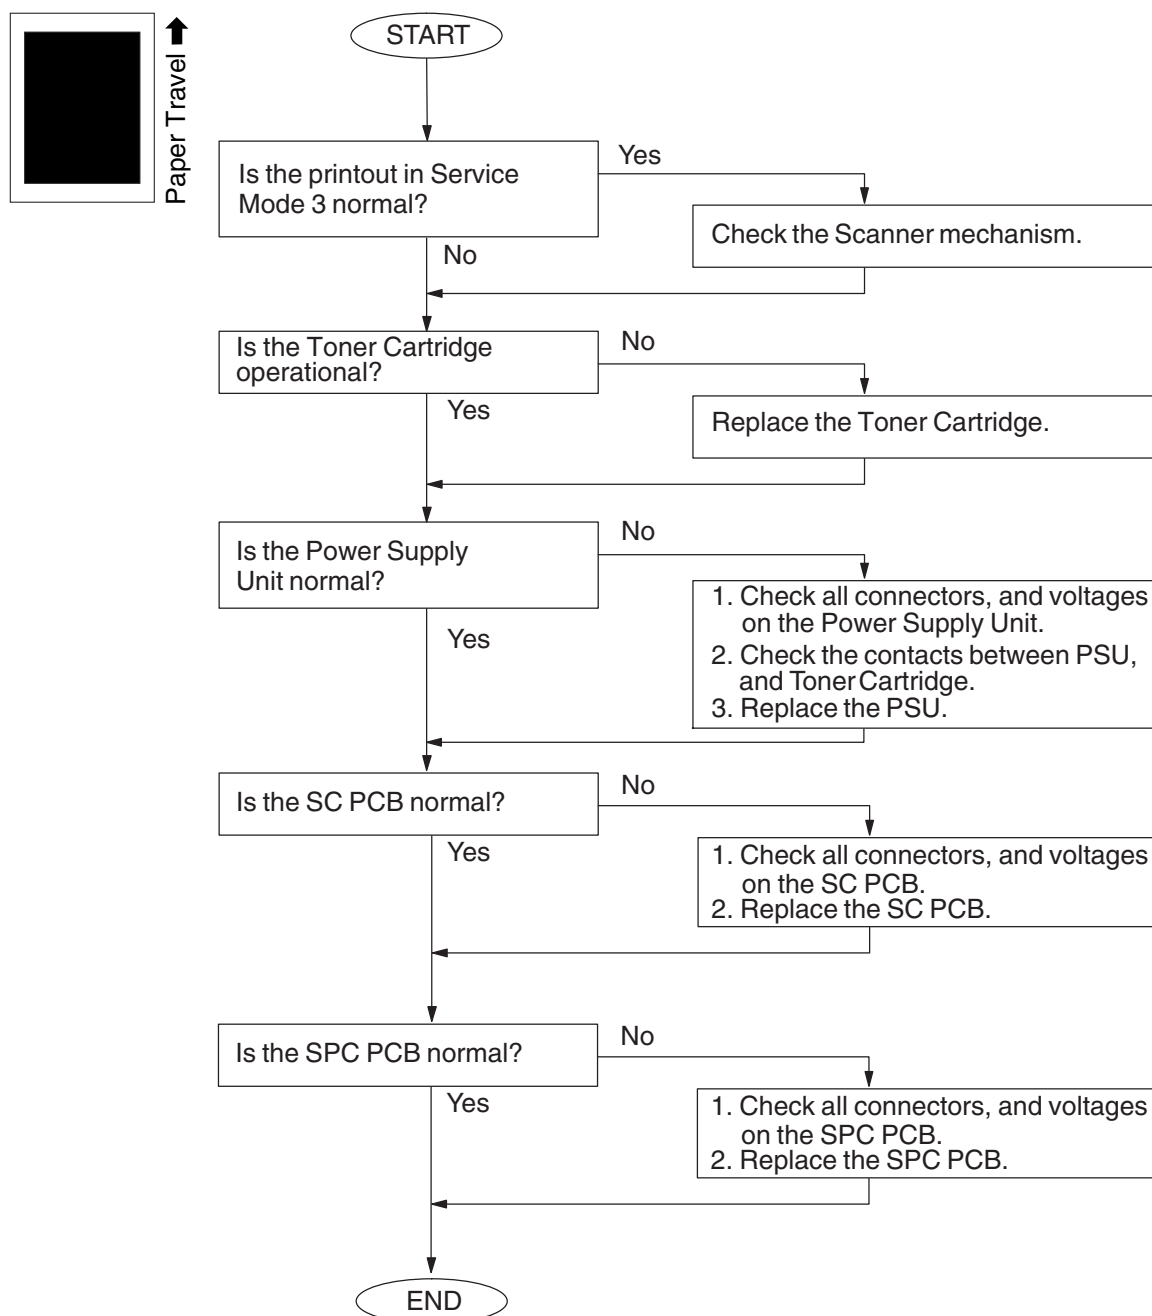 Paper Travel
START
Is the printout in Service
Mode 3 normal?
Yes
Check the Scanner mechanism.
No
Is the Toner Cartridge
operational?
No
Replace the Toner Cartridge.
Yes
Is the Power Supply
Unit normal?
No
1. Check all connectors, and voltages
on the Power Supply Unit.
2. Check the contacts between PSU,
and Toner Cartridge.
3. Replace the PSU.
Yes
Is the SC PCB normal?
No
1. Check all connectors, and voltages
on the SC PCB.
2. Replace the SC PCB.
Yes
Is the SPC PCB normal?
No
1. Check all connectors, and voltages
on the SPC PCB.
2. Replace the SPC PCB.
Yes
END